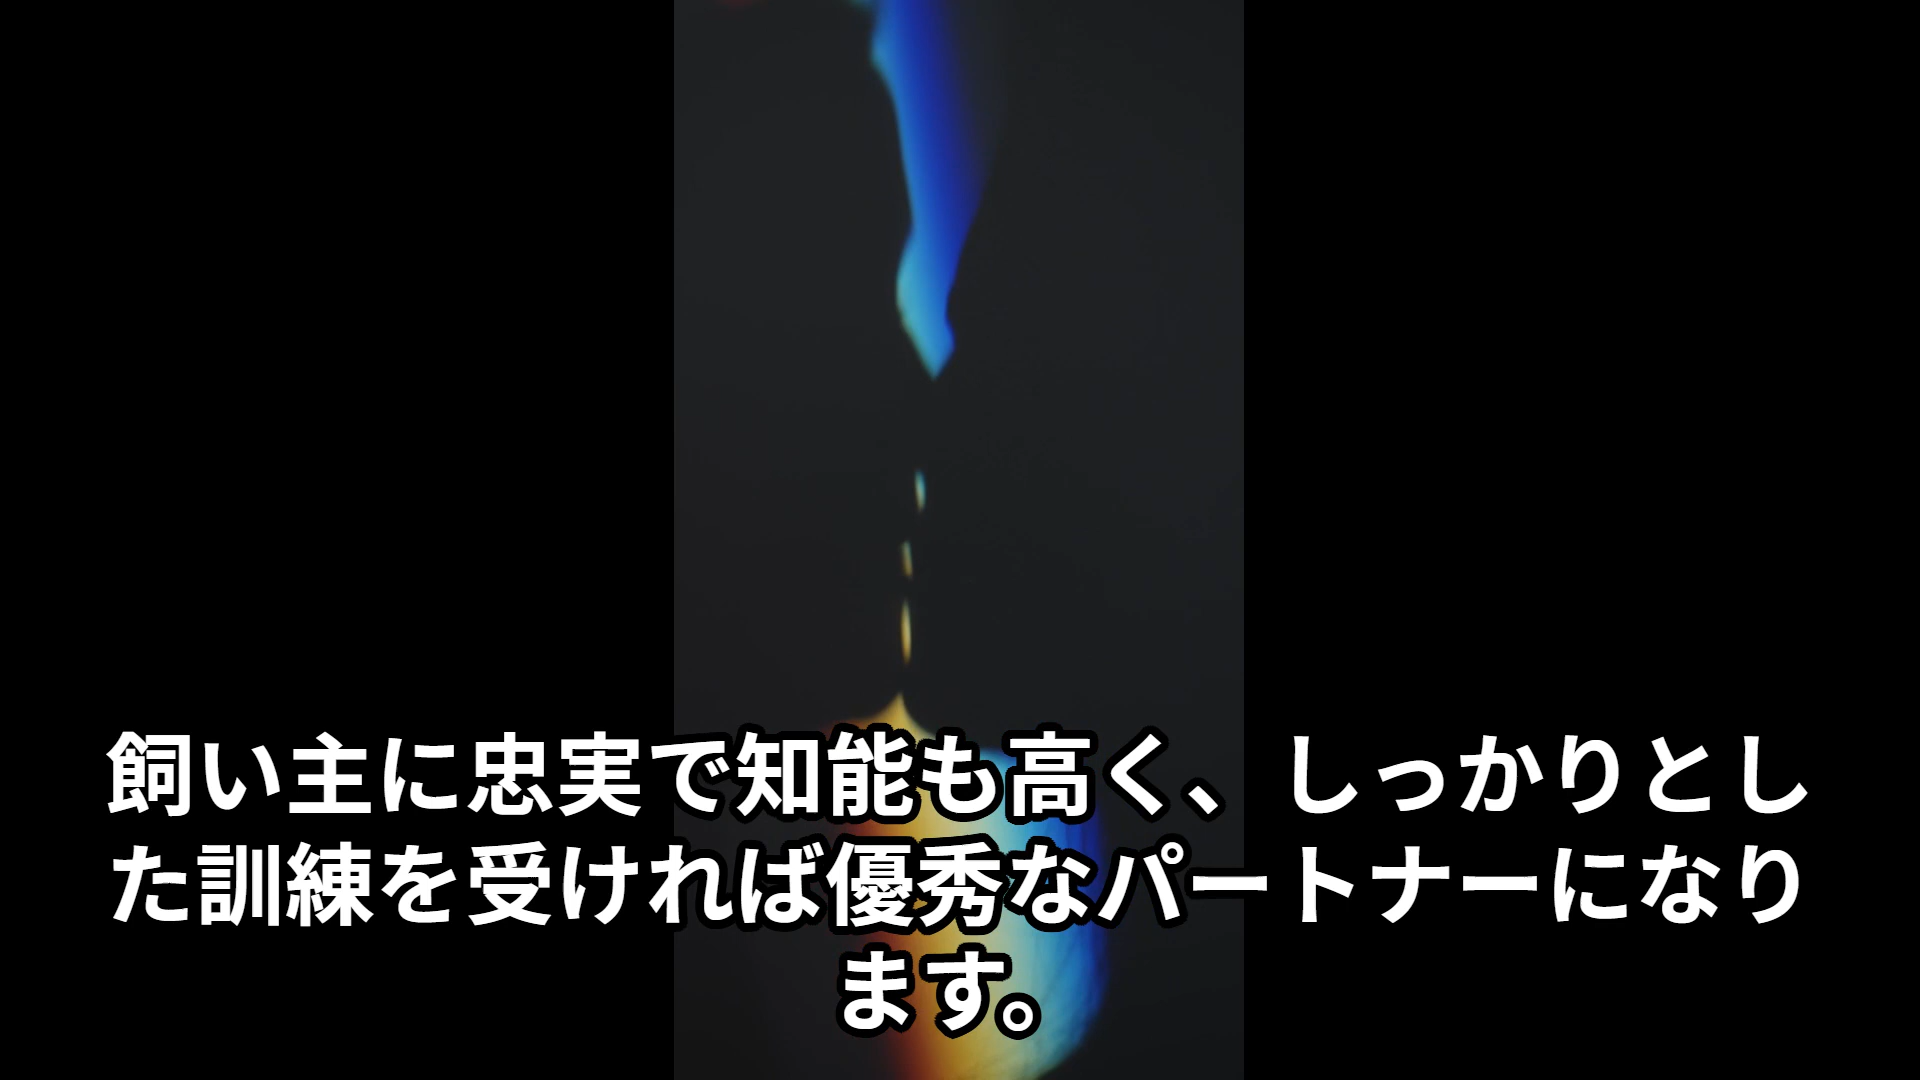 飼い主に忠実で知能も高く、しっかりとし
た訓練を受ければ優秀なパートナーになり
ます。